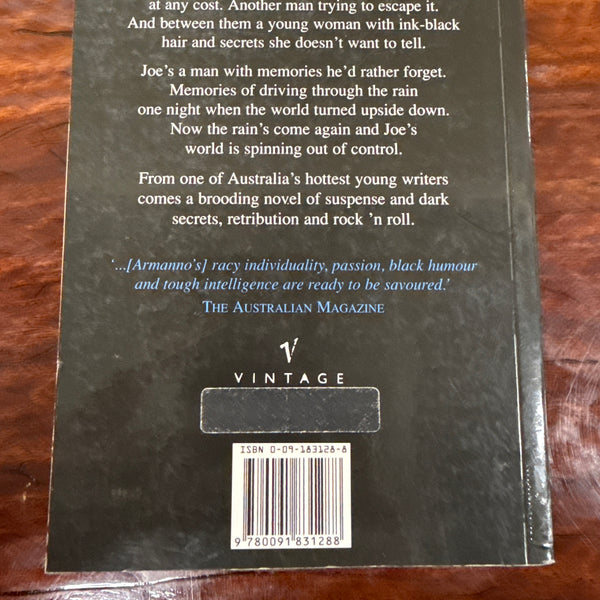 at any cost. Another man trying to escape it.
And between them a young woman with ink-black
hair and secrets she doesn't want to tell.
Joe's a man with memories he'd rather forget.
Memories of driving through the rain
one night when the world turned upside down.
Now the rain's come again and Joe's
world is spinning out of control.
From one of Australia's hottest young writers
comes a brooding novel of suspense and dark
secrets, retribution and rock 'n roll.
'...[Armanno's] racy individuality, passion, black humour
and tough intelligence are ready to be savoured.'
THE AUSTRALIAN MAGAZINE
V
VINTAGE
ISBN 0-09-183128-8
9 780091 831288